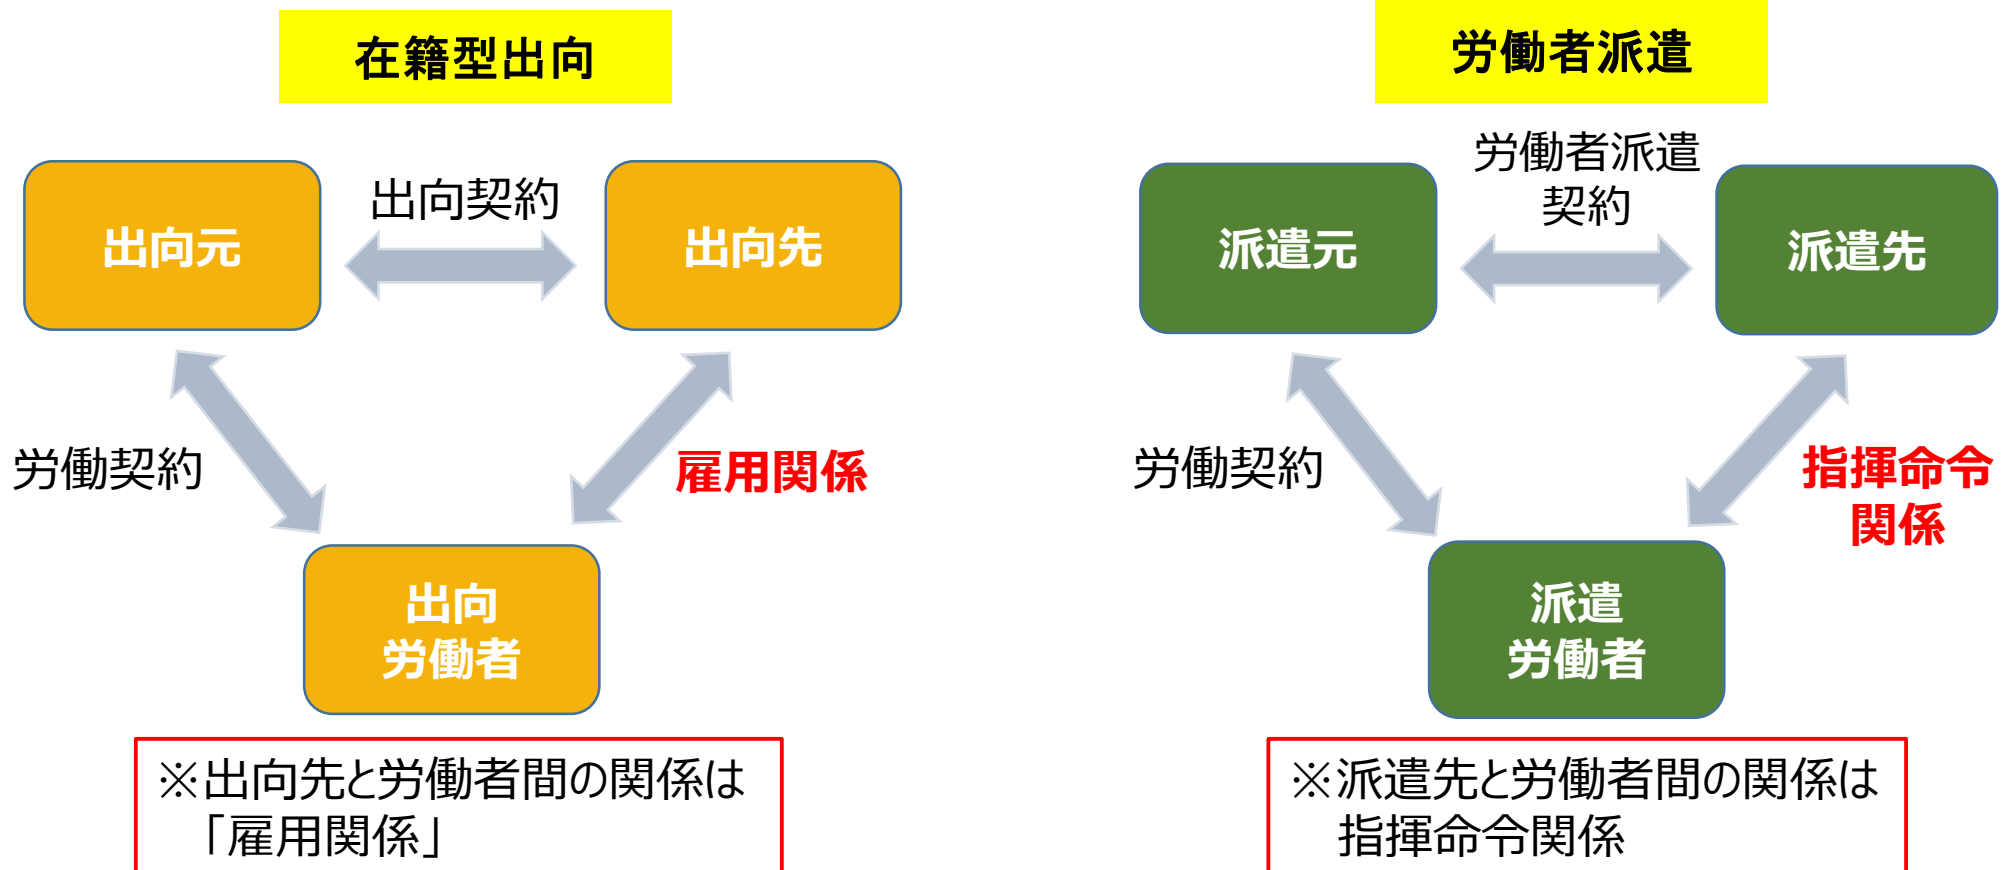 在籍型出向
出向契約
出向元
出向先
労働契約
雇用関係
出向
労働者
※出向先と労働者間の関係は
「雇用関係」
労働者派遣
労働者派遣
契約
派遣元
派遣先
労働契約
指揮命令
関係
派遣
労働者
※派遣先と労働者間の関係は
指揮命令関係